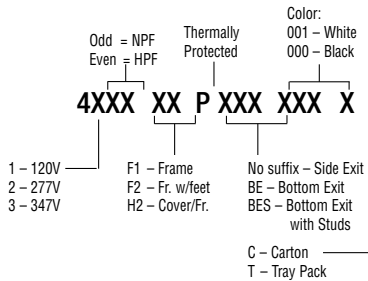 Color:
001 – White
000 – Black
Thermally
Protected
Odd = NPF
Even = HPF
4XXX XX P XXX XXX X
1 – 120V
2 – 277V
3 – 347V
F1 – Frame
F2 – Fr. w/feet
H2 – Cover/Fr.
No suffix – Side Exit
BE – Bottom Exit
BES – Bottom Exit
with Studs
C – Carton
T – Tray Pack